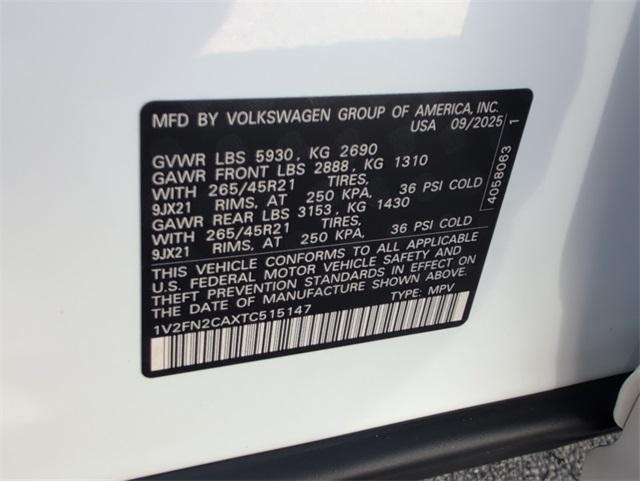 MFD BY VOLKSWAGEN GROUP OF AMERICA, INC.
USA 09/2025
GVWR LBS 5930, KG 2690
GAWR FRONT LBS 2888, KG 1310
WITH 265/45R21 TIRES,
9JX21 RIMS, AT 250 KPA, 36 PSI COLD
GAWR REAR LBS 3153, KG 1430
WITH 265/45R21 TIRES,
9JX21 RIMS, AT 250 KPA, 36 PSI COLD
THIS VEHICLE CONFORMS TO ALL APPLICABLE
U.S. FEDERAL MOTOR VEHICLE SAFETY AND
THEFT PREVENTION STANDARDS IN EFFECT ON
THE DATE OF MANUFACTURE SHOWN ABOVE.
1V2FN2CAXTC515147 TYPE: MPV
4058063 1